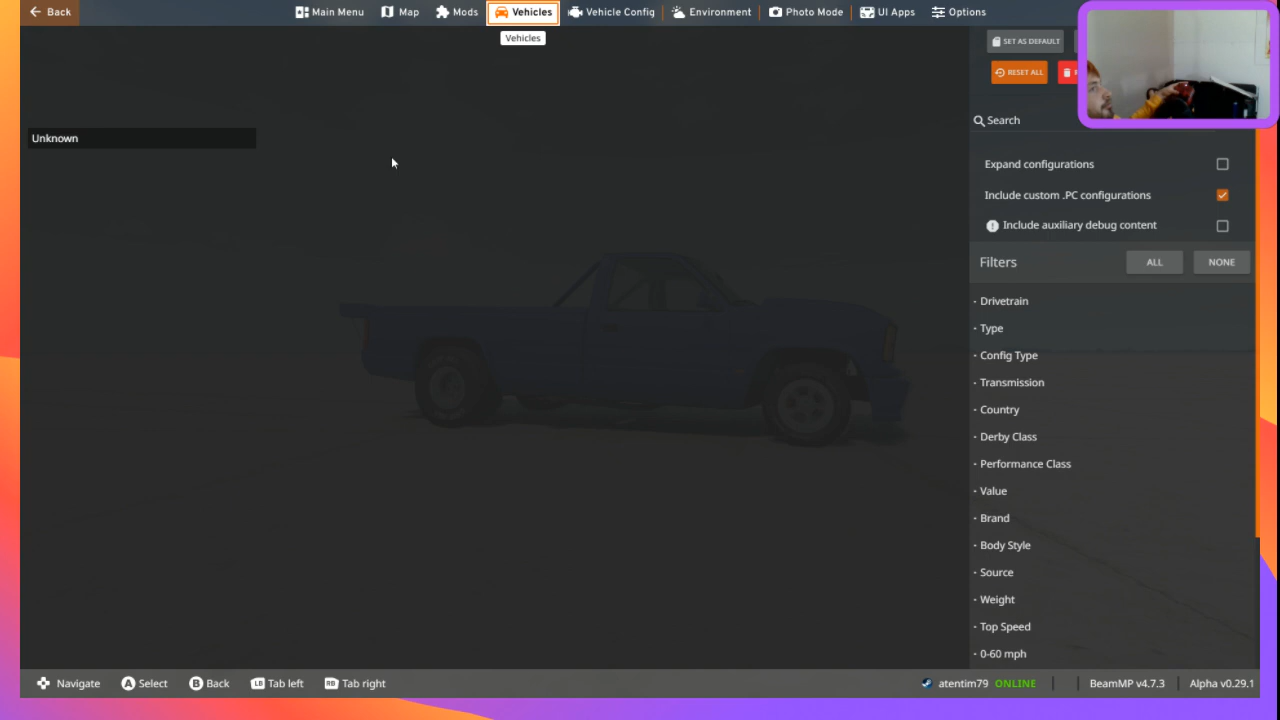 Back
Main Menu
Map
Mods
Vehicles
Vehicle Config
Environment
Photo Mode
UI Apps
Options
Vehicles
SET AS DEFAULT
RESET ALL
Unknown
Search
Expand configurations
Include custom .PC configurations
Include auxiliary debug content
Filters
ALL
NONE
- Drivetrain
- Type
- Config Type
- Transmission
- Country
- Derby Class
- Performance Class
- Value
- Brand
- Body Style
- Source
- Weight
- Top Speed
- 0-60 mph
Navigate
A Select
B Back
LB Tab left
RB Tab right
atentim79 ONLINE
BeamMP v4.7.3
Alpha v0.29.1